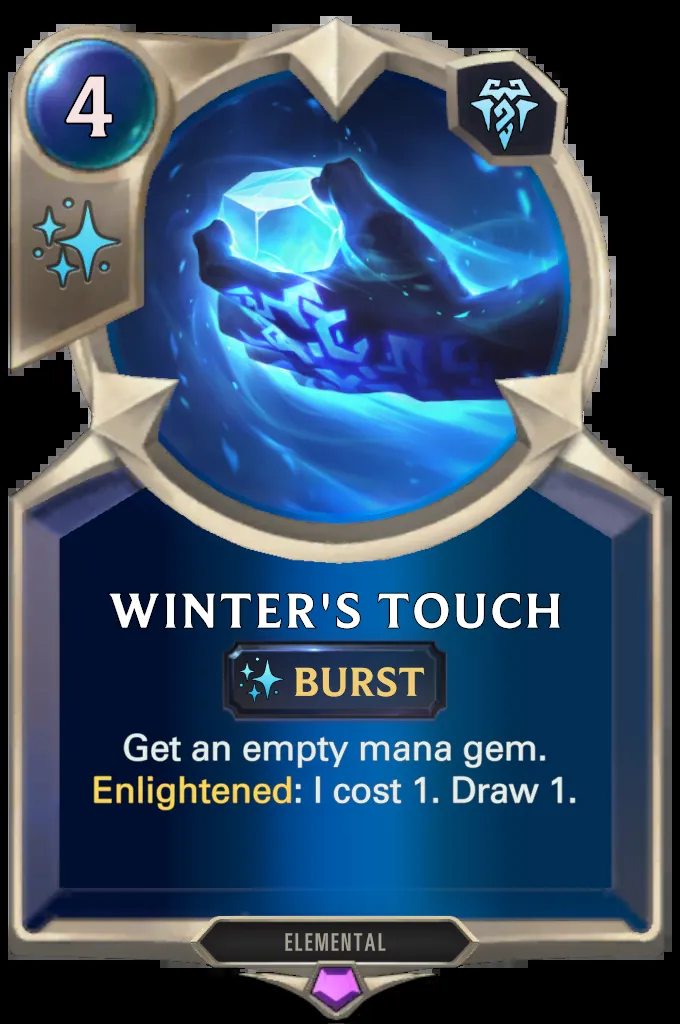 4
WINTER'S TOUCH
BURST
Get an empty mana gem.
Enlightened: I cost 1. Draw 1.
ELEMENTAL